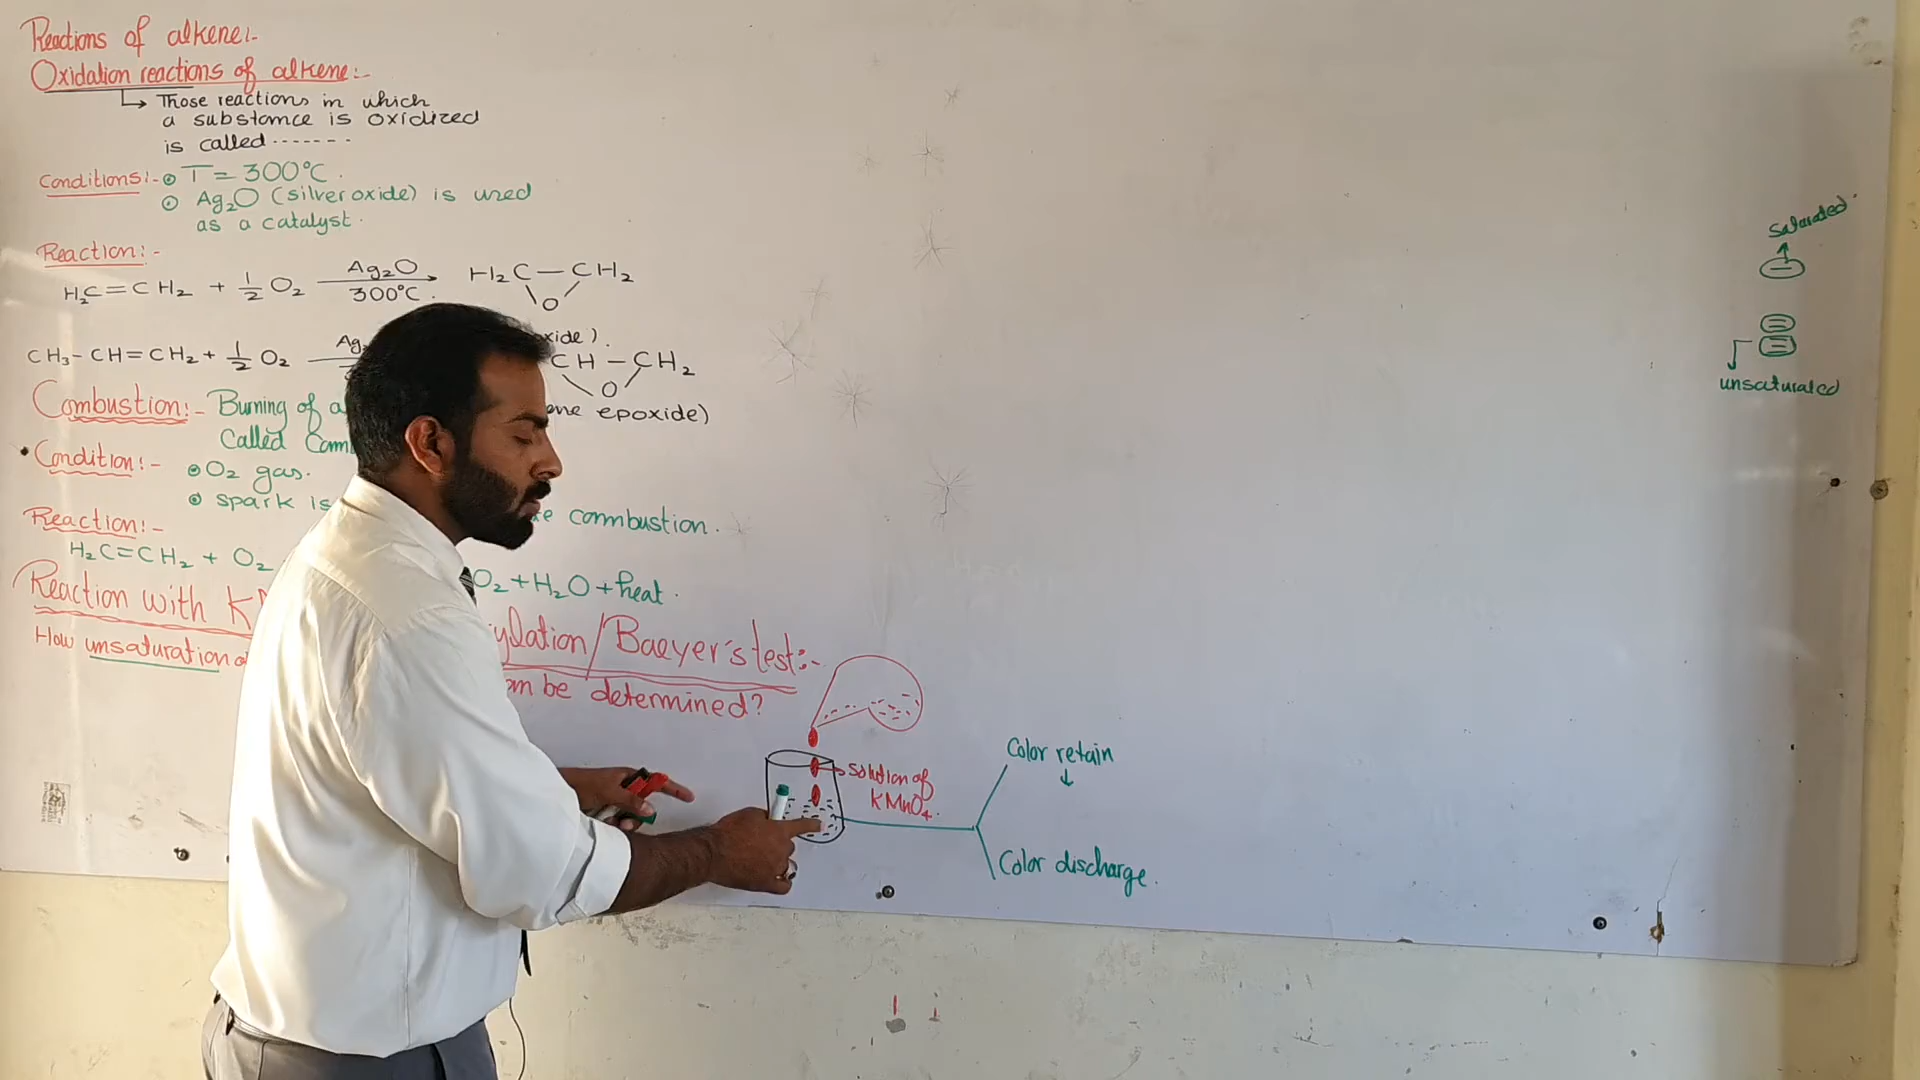 Reactions of alkene:-
Oxidation reactions of alkene:-
Those reactions in which
a substance is oxidized
is called -------
Conditions:- T = 300°C.
Ag₂O (silver oxide) is used
as a catalyst.
Reaction:-
H₂C=CH₂ + 1/2 O₂ Ag₂O 300°C. H₂C—CH₂
O
CH₃-CH=CH₂ + 1/2 O₂ CH—CH₂
O
epoxide)
Combustion:- Burning of
Called
Condition:- O₂ gas.
spark is combustion.
Reaction:-
H₂C=CH₂ + O₂ O₂+H₂O+heat.
Reaction with /Baeyer's test:-
How unsaturation be determined?
solution of
KMnO₄.
Color retain
↓
Color discharge.
Saturated
↑
unsaturated